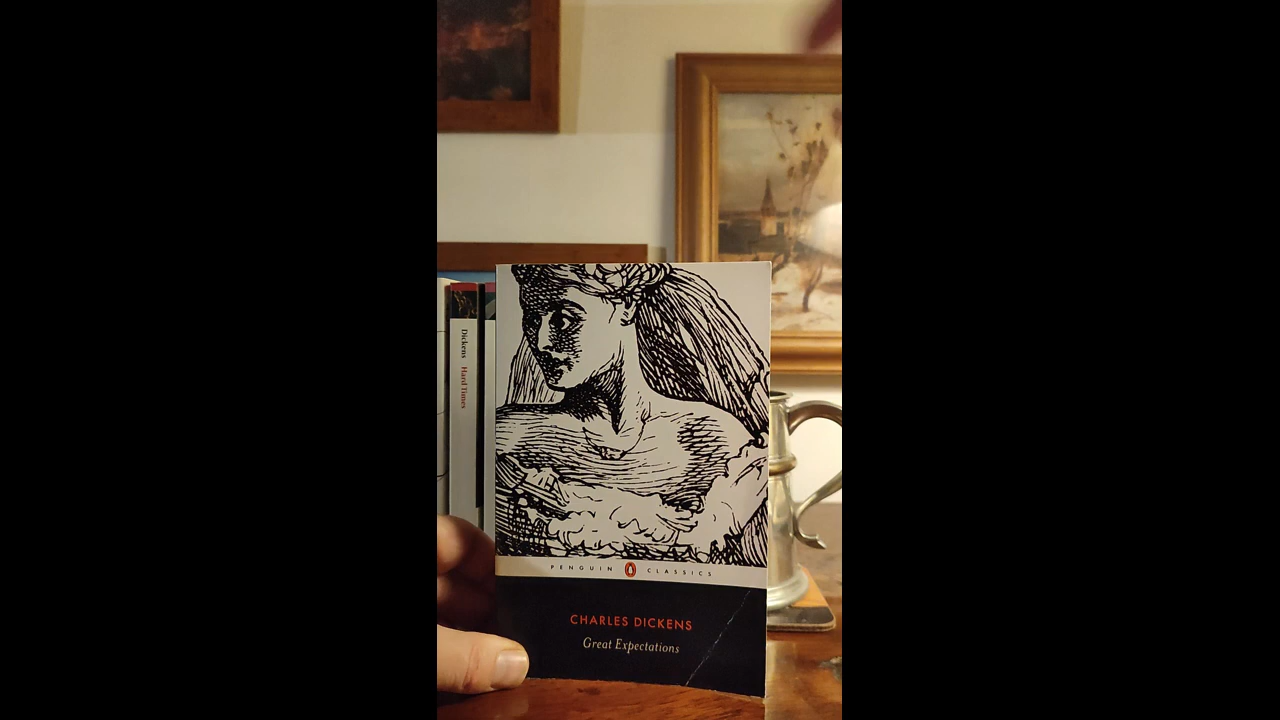 Dickens Hard Times
PENGUIN CLASSICS
CHARLES DICKENS
Great Expectations